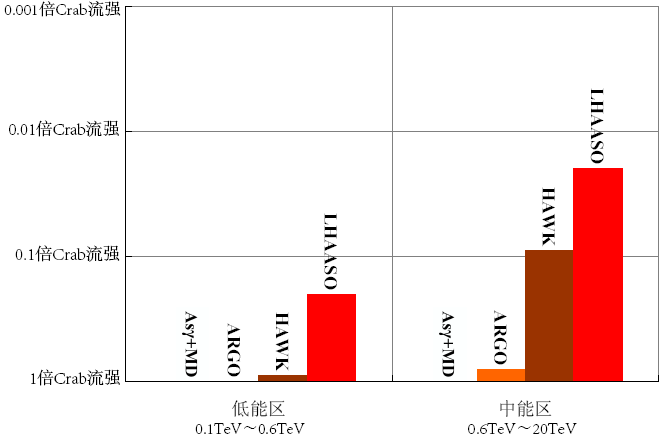 0.001倍Crab流强
0.01倍Crab流强
0.1倍Crab流强
1倍Crab流强
Asγ+MD
ARGO
HAWK
LHAASO
Asγ+MD
ARGO
HAWK
LHAASO
低能区
0.1TeV～0.6TeV
中能区
0.6TeV～20TeV